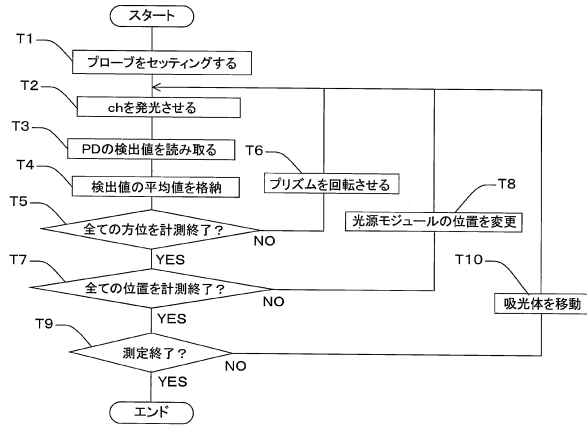 スタート
T1
プローブをセッティングする
T2
chを発光させる
T3
PDの検出値を読み取る
T4
検出値の平均値を格納
T5
全ての方位を計測終了?
NO
YES
T6
プリズムを回転させる
T7
全ての位置を計測終了?
NO
YES
T8
光源モジュールの位置を変更
T9
測定終了?
NO
YES
T10
吸光体を移動
エンド